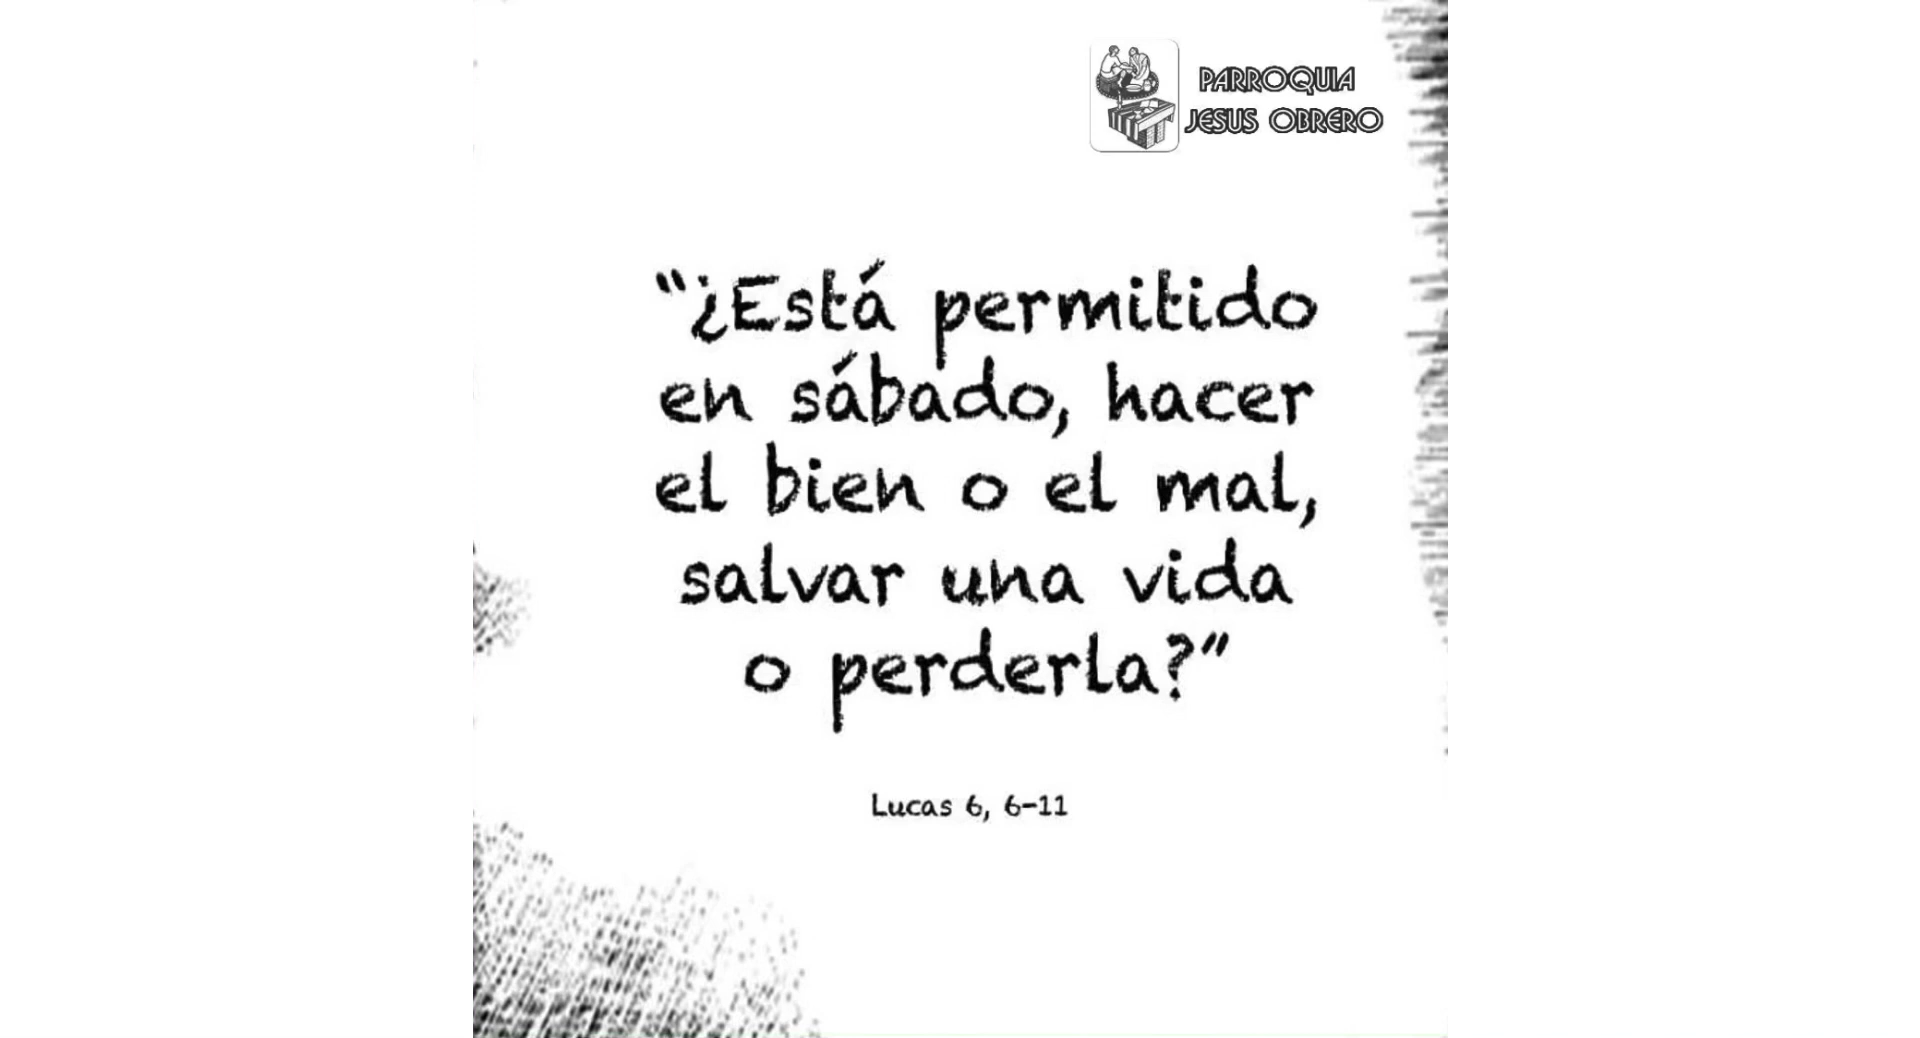 PARROQUIA
JESUS OBRERO
“¿Está permitido
en sábado, hacer
el bien o el mal,
salvar una vida
o perderla?”
Lucas 6, 6-11